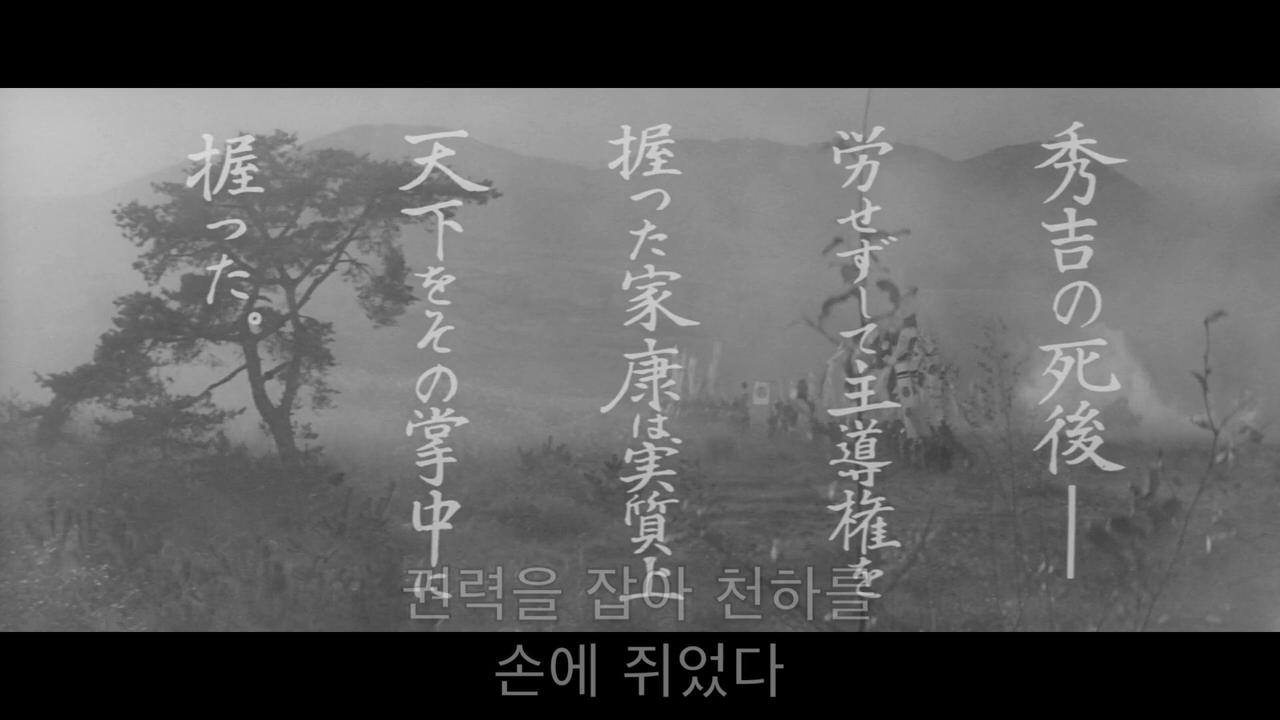 秀吉の死後―
労せずして主導権を
握った家康は実質上
天下をその掌中に
握った。
권력을 잡아 천하를
손에 쥐었다